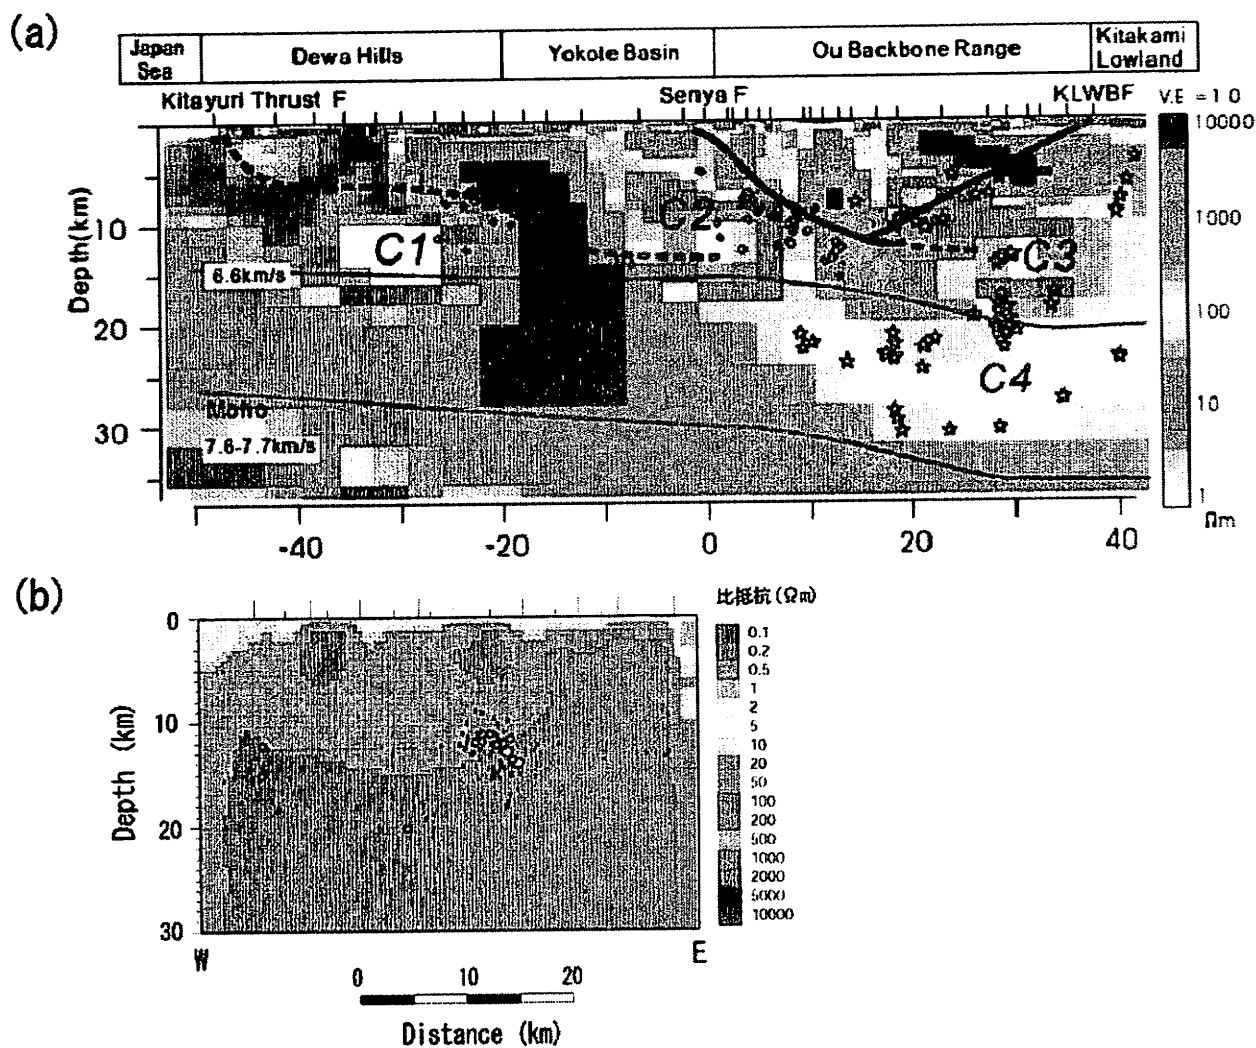 (a)
Japan Sea
Dewa Hills
Yokote Basin
Ou Backbone Range
Kitakami Lowland
Kitayuri Thrust F
Senya F
KLWBF
V.E = 1.0
Depth(km)
10
20
30
C1
C2
C3
C4
6.6km/s
Moho
7.6-7.7km/s
10000
1000
100
10
1
Ωm
-40
-20
0
20
40
(b)
比抵抗(Ωm)
0.1
0.2
0.5
1
2
5
10
20
50
100
200
500
1000
2000
5000
10000
Depth (km)
0
10
20
30
W
E
0
10
20
Distance (km)